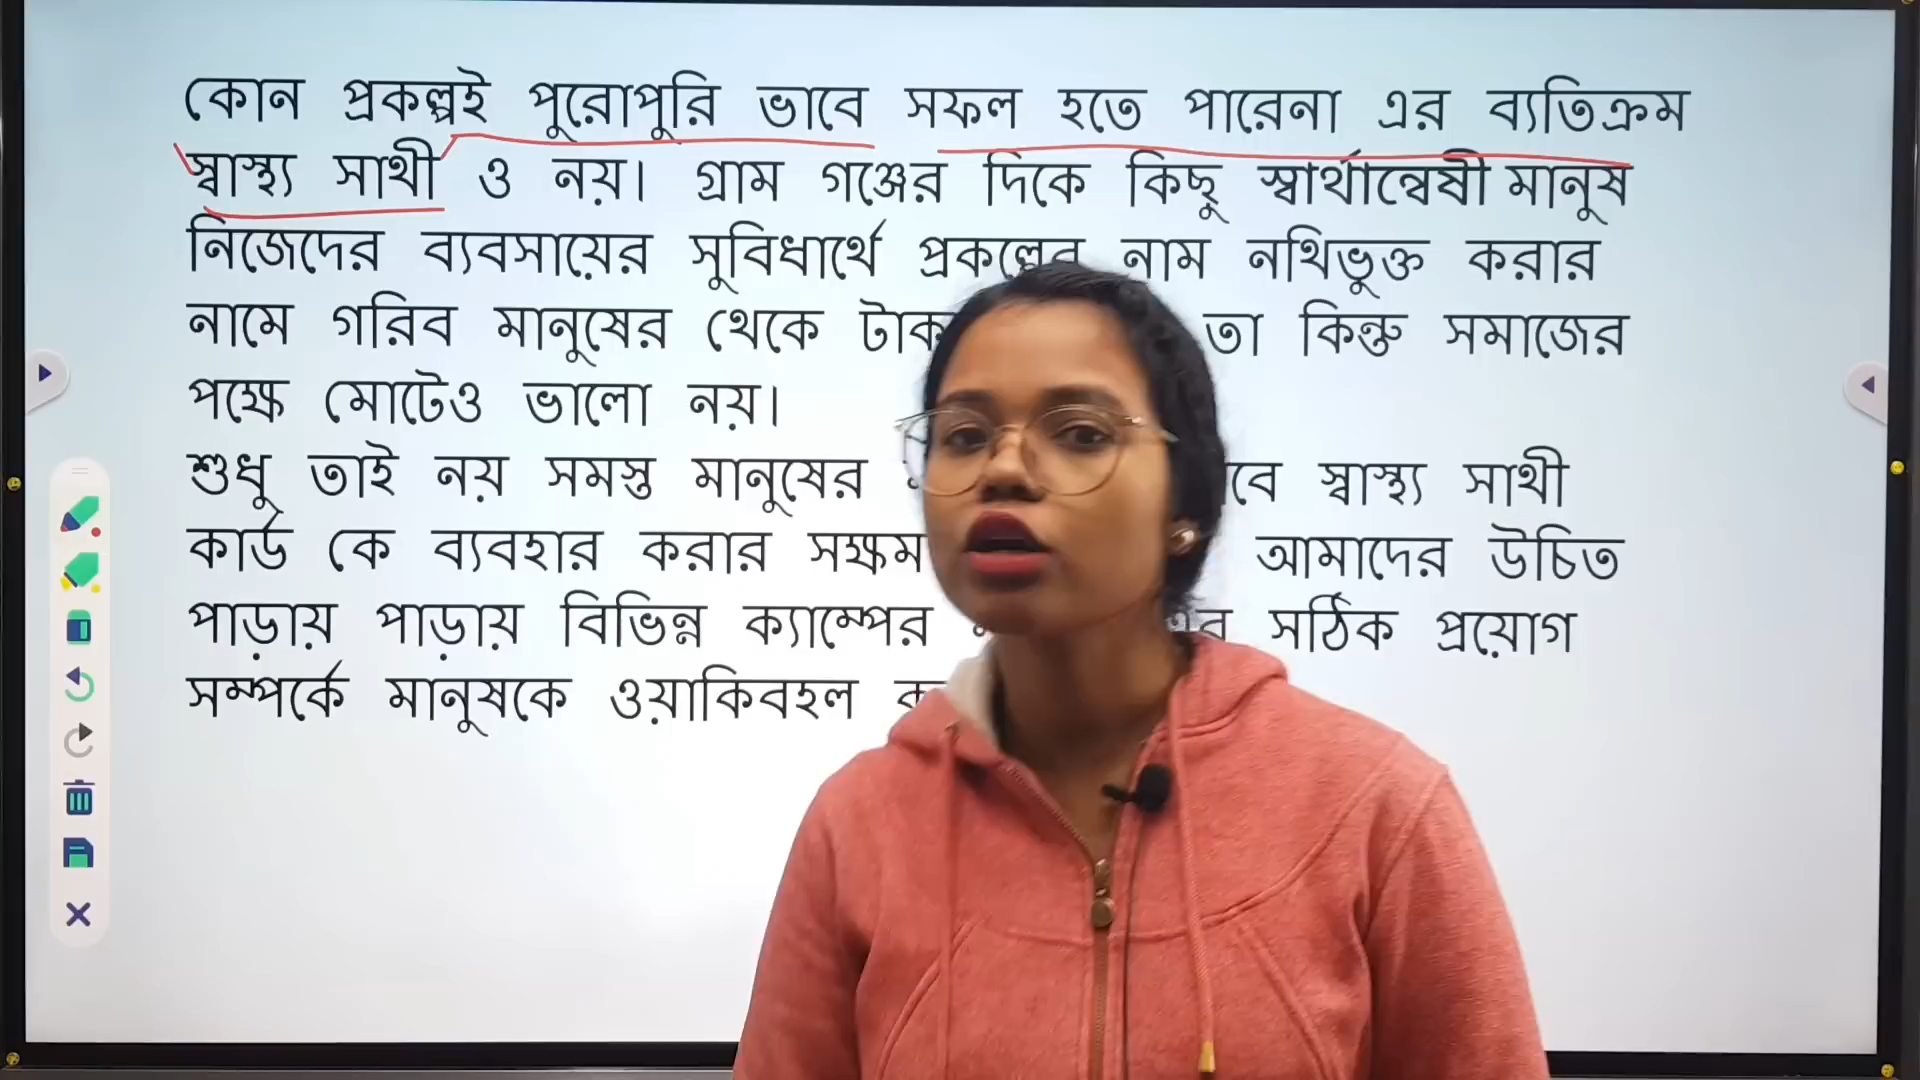 কোন প্রকল্পই পুরোপুরি ভাবে সফল হতে পারেনা এর ব্যতিক্রম
স্বাস্থ্য সাথী ও নয়। গ্রাম গঞ্জের দিকে কিছু স্বার্থান্বেষী মানুষ
নিজেদের ব্যবসায়ের সুবিধার্থে প্রকল্পের নাম নথিভুক্ত করার
নামে গরিব মানুষের থেকে তা কিন্তু সমাজের
পক্ষে মোটেও ভালো নয়।
শুধু তাই নয় সমস্ত মানুষের স্বাস্থ্য সাথী
কার্ড কে ব্যবহার করার সক্ষম আমাদের উচিত
পাড়ায় পাড়ায় বিভিন্ন ক্যাম্পের সঠিক প্রয়োগ
সম্পর্কে মানুষকে ওয়াকিবহল